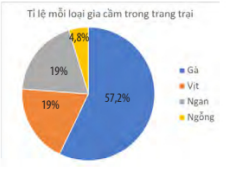 Tỉ lệ mỗi loại gia cầm trong trang trại
4,8%
19%
19%
57,2%
Gà
Vịt
Ngan
Ngỗng